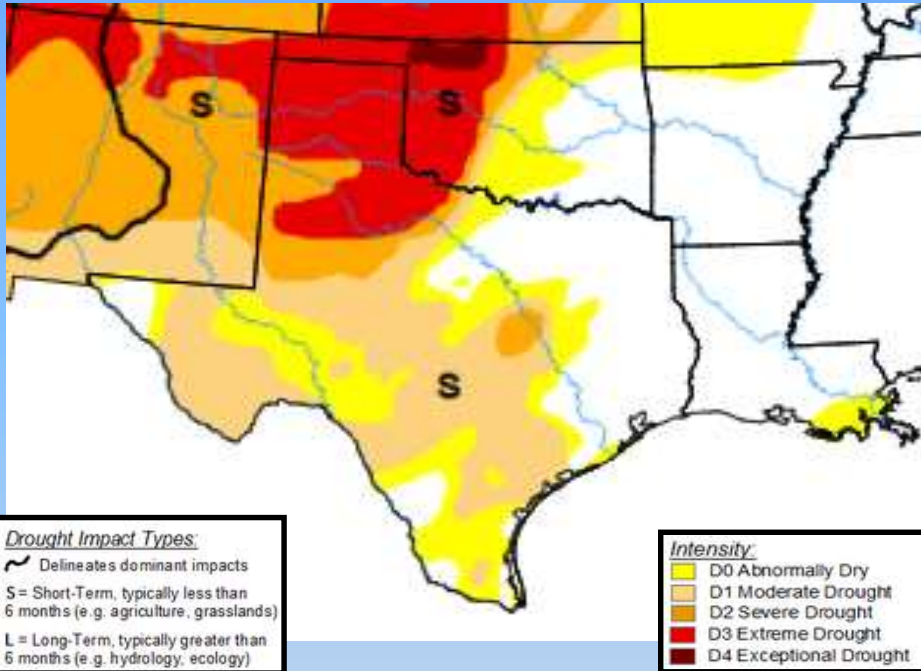 S
S
S
Drought Impact Types:
Delineates dominant impacts
S = Short-Term, typically less than
6 months (e.g. agriculture, grasslands)
L = Long-Term, typically greater than
6 months (e.g. hydrology, ecology)
Intensity:
D0 Abnormally Dry
D1 Moderate Drought
D2 Severe Drought
D3 Extreme Drought
D4 Exceptional Drought